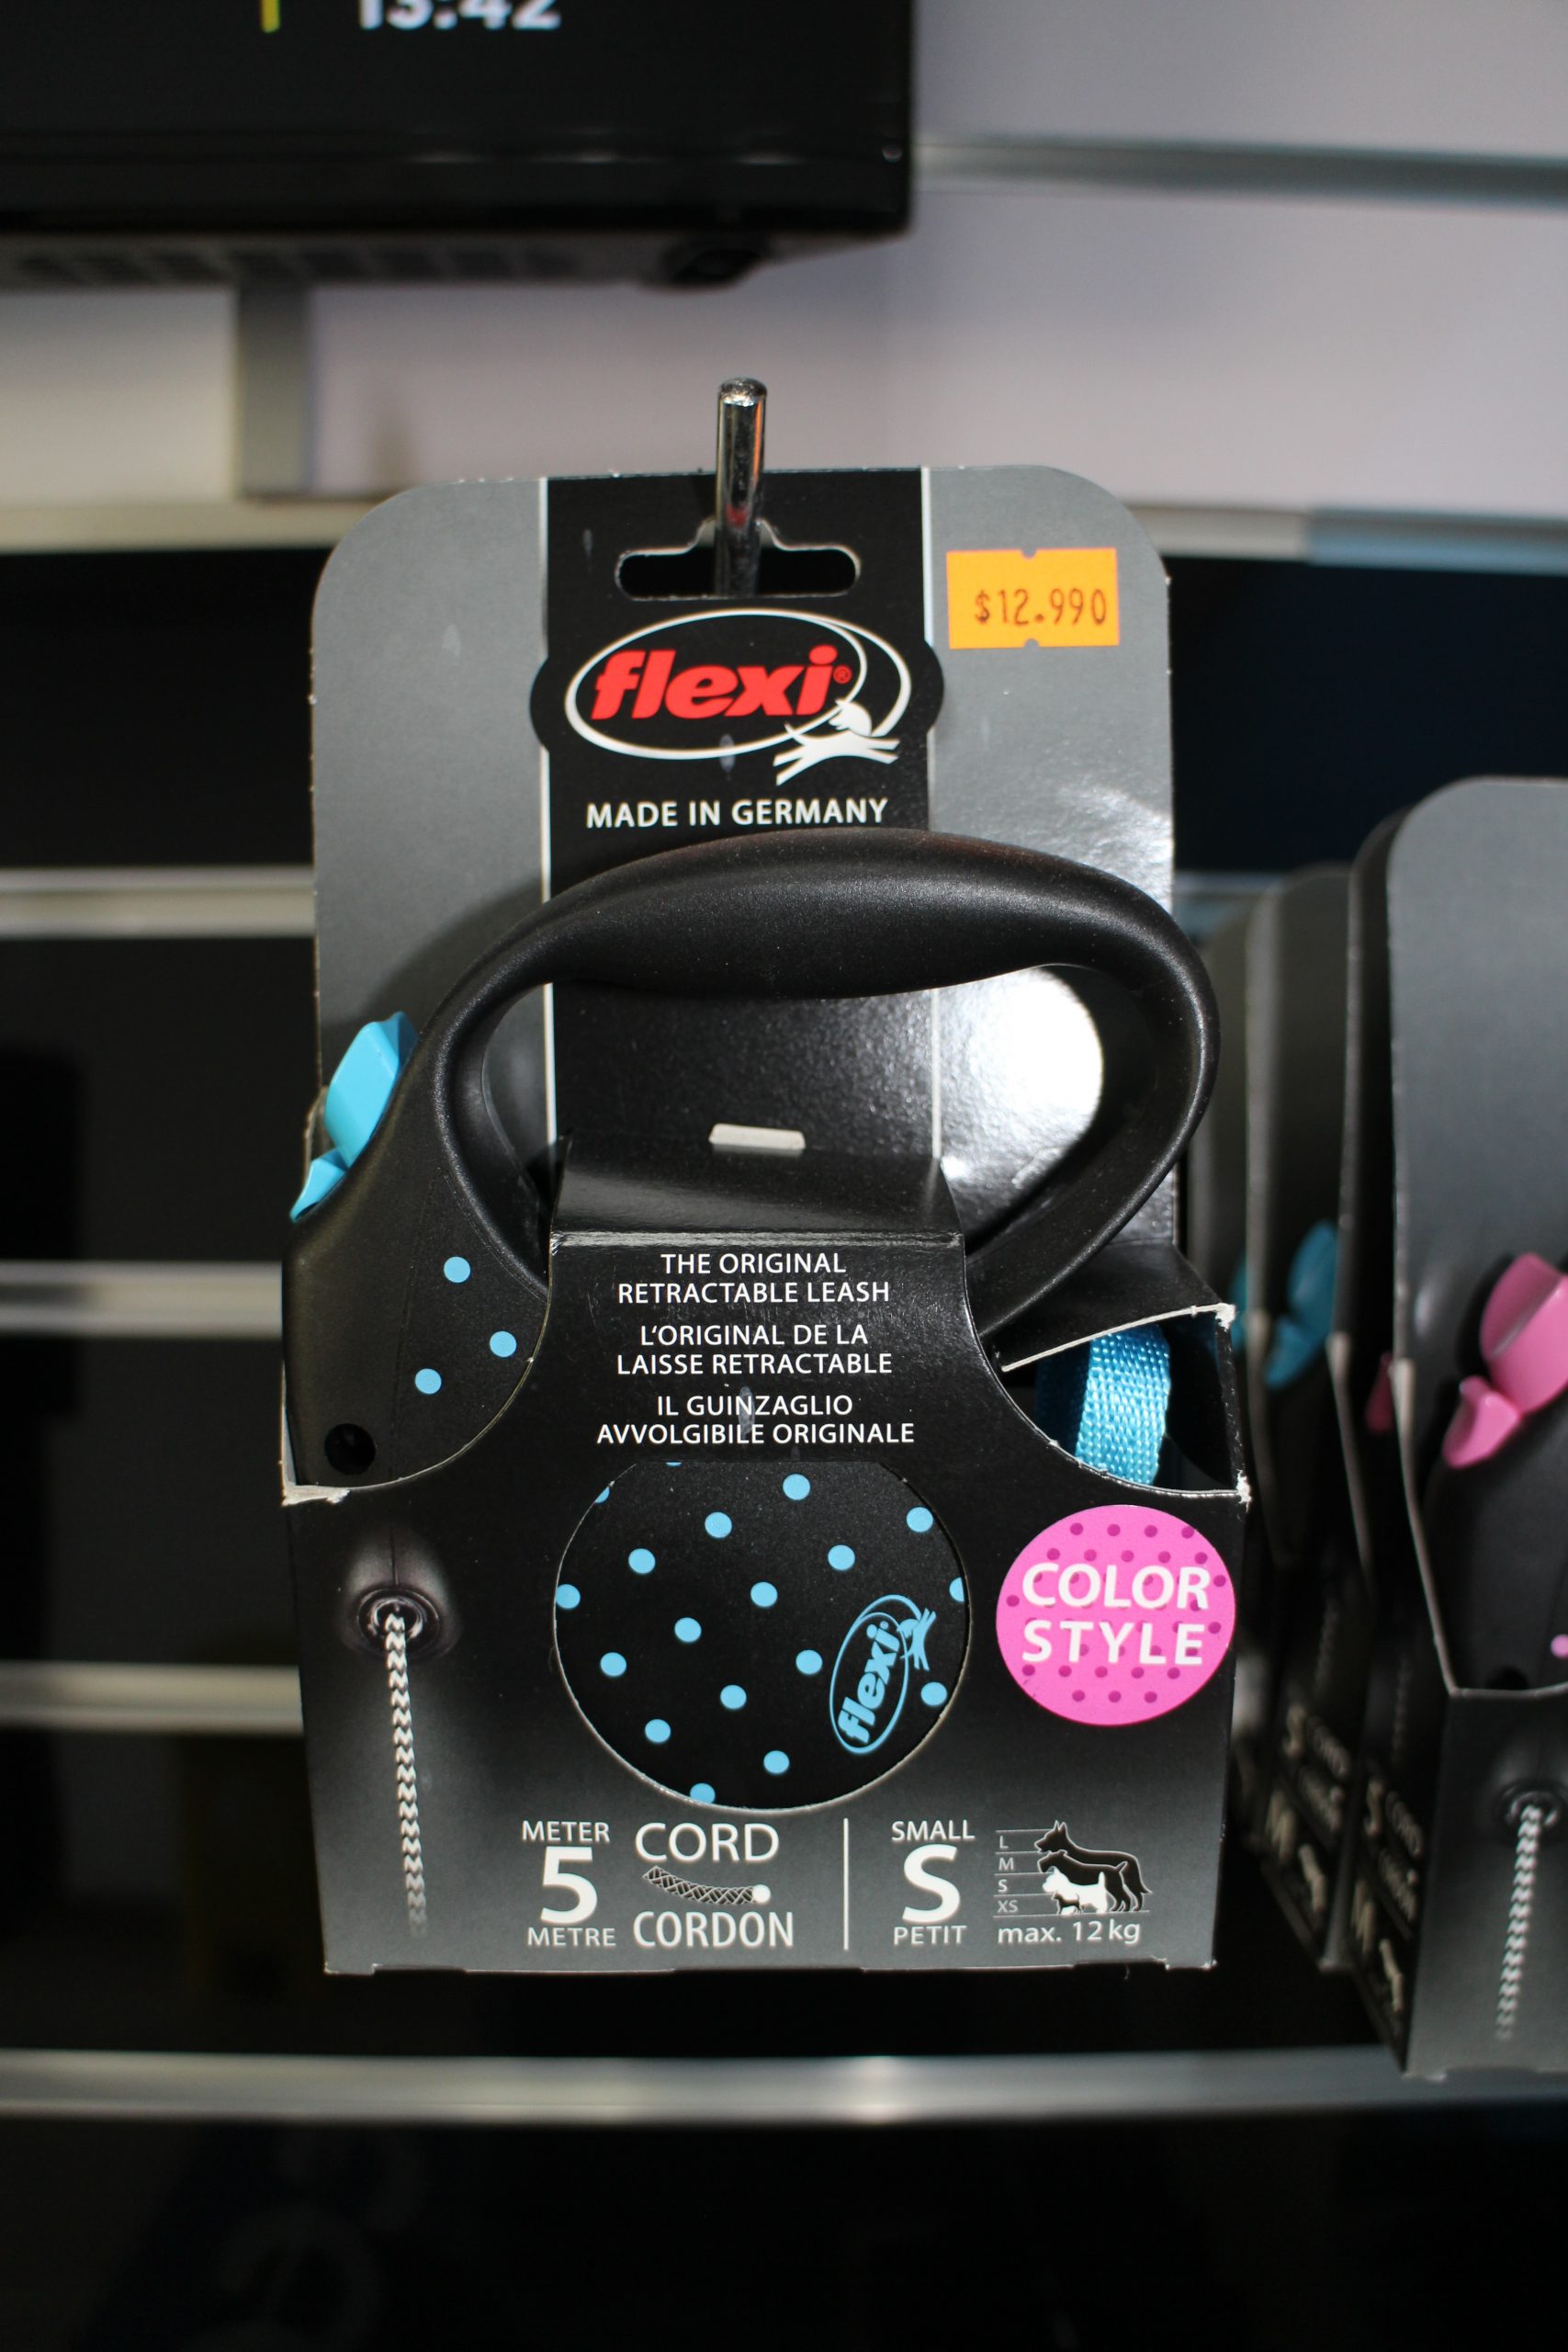 13:42
$12.990
flexi®
MADE IN GERMANY
THE ORIGINAL
RETRACTABLE LEASH
L'ORIGINAL DE LA
LAISSE RETRACTABLE
IL GUINZAGLIO
AVVOLGIBILE ORIGINALE
flexi
COLOR
STYLE
METER
5
METRE
CORD
CORDON
SMALL
S
PETIT
L
M
S
XS
max. 12 kg